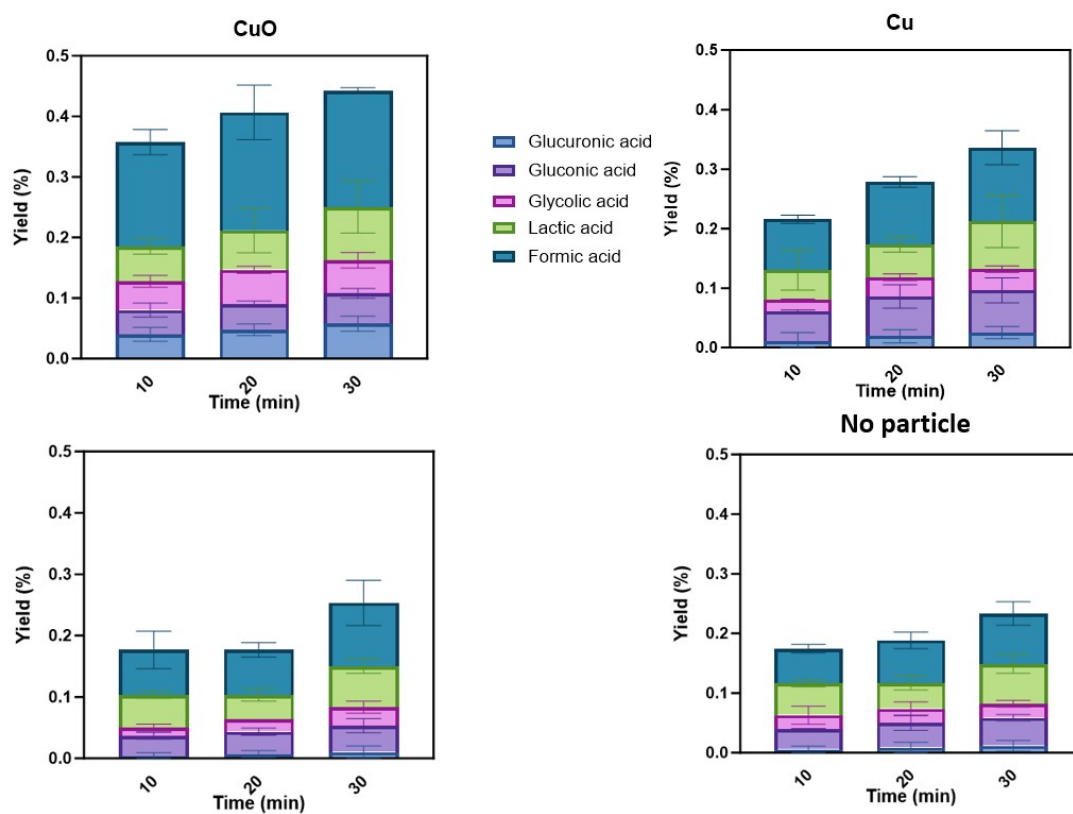 CuO
Yield (%)
0.5
0.4
0.3
0.2
0.1
0.0
10
20
30
Time (min)
Glucuronic acid
Gluconic acid
Glycolic acid
Lactic acid
Formic acid
Cu
Yield (%)
0.5
0.4
0.3
0.2
0.1
0.0
10
20
30
Time (min)
Yield (%)
0.5
0.4
0.3
0.2
0.1
0.0
10
20
30
Time (min)
No particle
Yield (%)
0.5
0.4
0.3
0.2
0.1
0.0
10
20
30
Time (min)